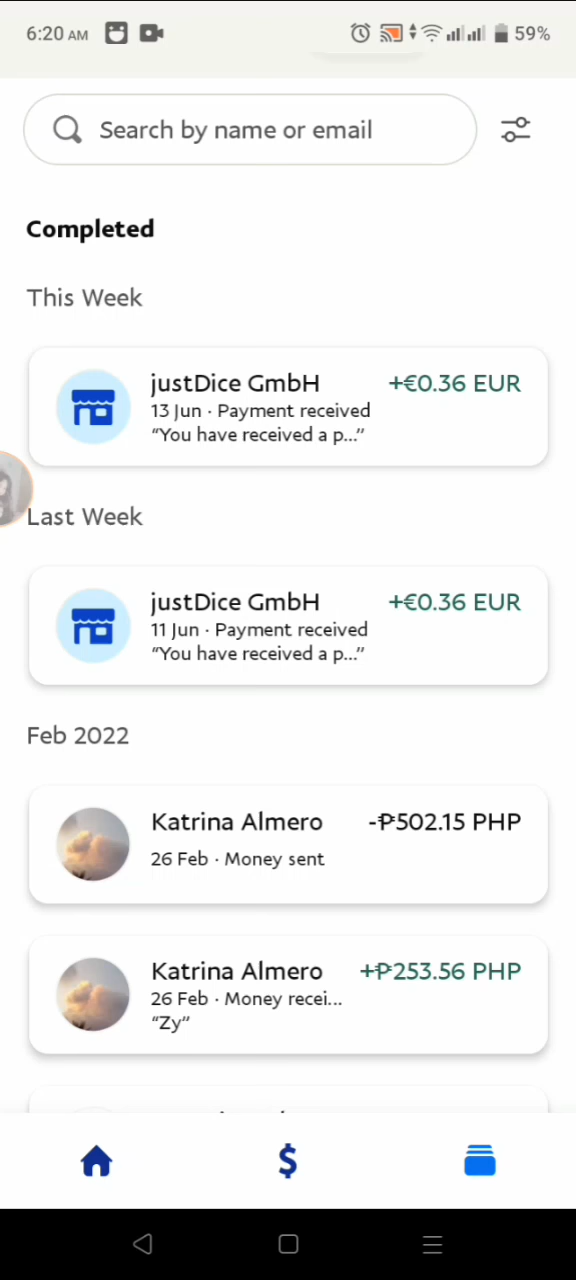 6:20 AM
59%
Search by name or email
Completed
This Week
justDice GmbH
+€0.36 EUR
13 Jun · Payment received
“You have received a p...”
Last Week
justDice GmbH
+€0.36 EUR
11 Jun · Payment received
“You have received a p...”
Feb 2022
Katrina Almero
-₱502.15 PHP
26 Feb · Money sent
Katrina Almero
+₱253.56 PHP
26 Feb · Money recei...
“Zy”
$